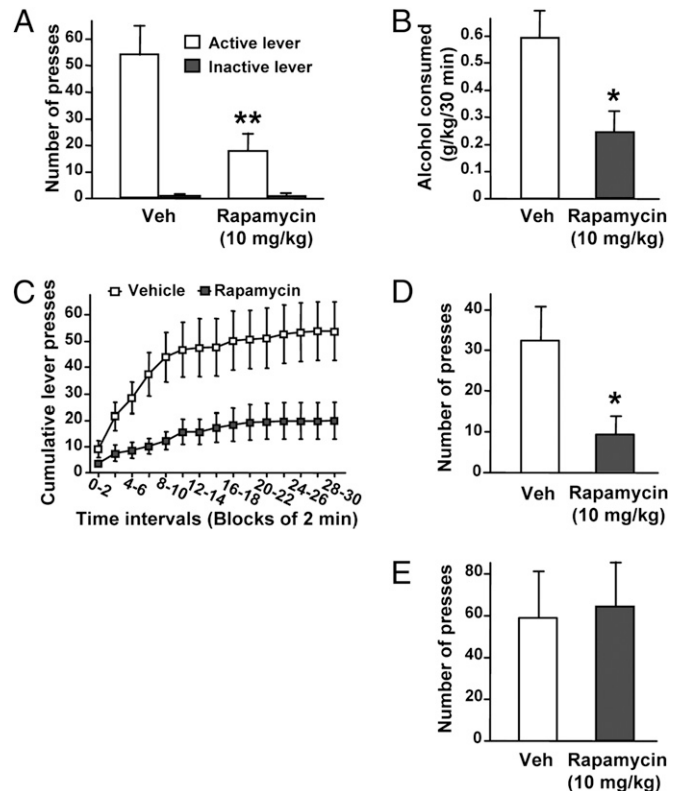 A
Number of presses
60
50
40
30
20
10
0
Active lever
Inactive lever
**
Veh
Rapamycin
(10 mg/kg)
B
Alcohol consumed
(g/kg/30 min)
0.6
0.4
0.3
0.2
0
*
Veh
Rapamycin
(10 mg/kg)
C
Vehicle
Rapamycin
Cumulative lever presses
60
50
40
30
20
10
0
0-2
4-6
8-10
12-14
16-18
20-22
24-26
28-30
Time intervals (Blocks of 2 min)
D
Number of presses
40
30
20
10
0
*
Veh
Rapamycin
(10 mg/kg)
E
Number of presses
80
60
40
20
0
Veh
Rapamycin
(10 mg/kg)